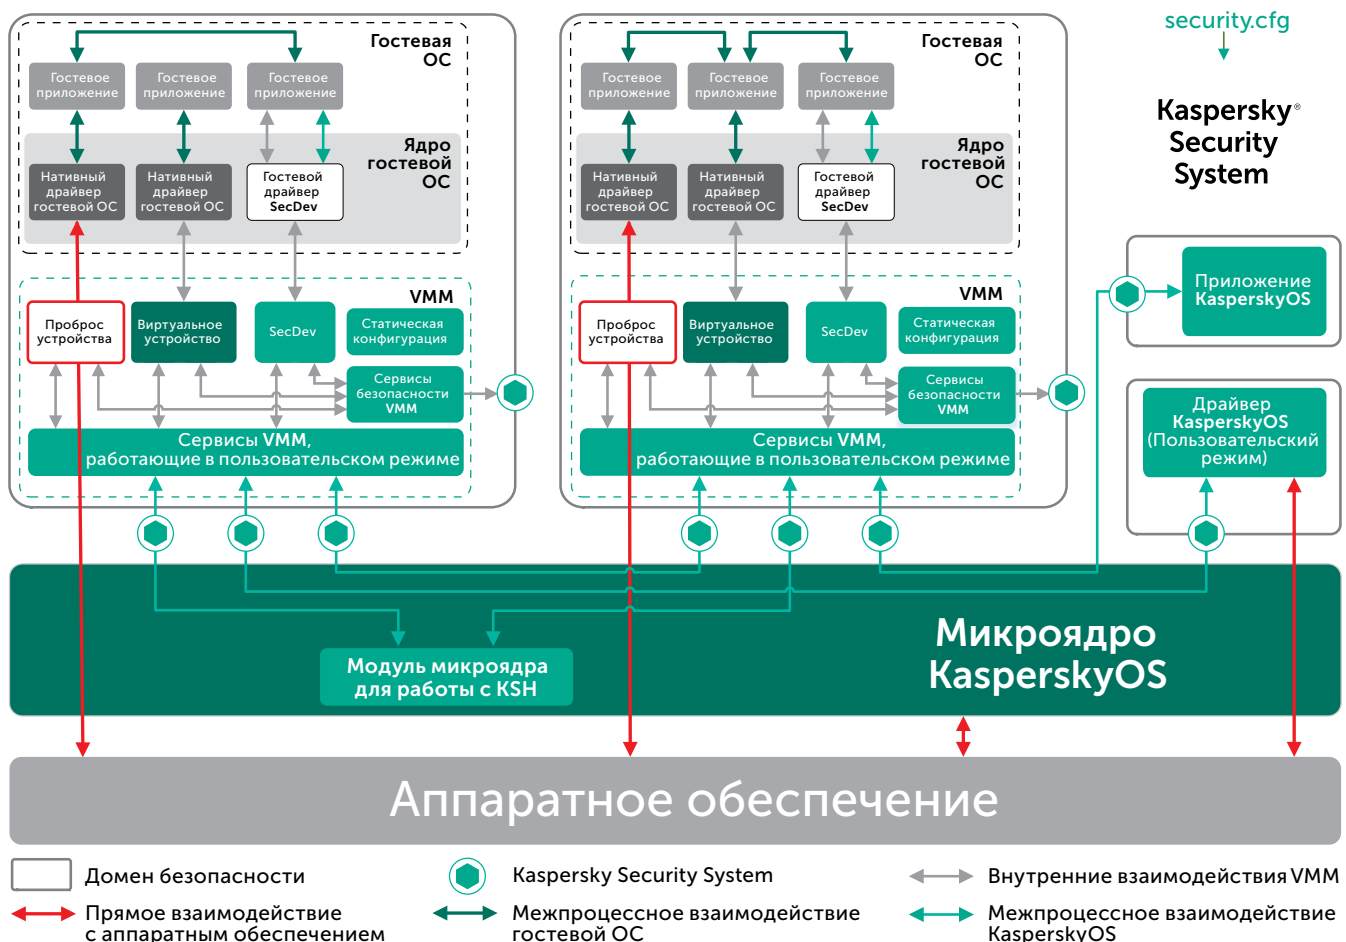 Гостевая
ОС
Гостевое
приложение
Гостевое
приложение
Гостевое
приложение
Ядро
гостевой
ОС
Нативный
драйвер
гостевой ОС
Нативный
драйвер
гостевой ОС
Гостевой
драйвер
SecDev
VMM
Проброс
устройства
Виртуальное
устройство
SecDev
Статическая
конфигурация
Сервисы
безопасности
VMM
Сервисы VMM,
работающие в пользовательском режиме
Гостевая
ОС
Гостевое
приложение
Гостевое
приложение
Гостевое
приложение
Ядро
гостевой
ОС
Нативный
драйвер
гостевой ОС
Нативный
драйвер
гостевой ОС
Гостевой
драйвер
SecDev
VMM
Проброс
устройства
Виртуальное
устройство
SecDev
Статическая
конфигурация
Сервисы
безопасности
VMM
Сервисы VMM,
работающие в пользовательском режиме
security.cfg
Kaspersky®
Security
System
Приложение
KasperskyOS
Драйвер
KasperskyOS
(Пользовательский
режим)
Микроядро
KasperskyOS
Модуль микроядра
для работы с KSH
Аппаратное обеспечение
Домен безопасности
Kaspersky Security System
Внутренние взаимодействия VMM
Прямое взаимодействие
с аппаратным обеспечением
Межпроцессное взаимодействие
гостевой ОС
Межпроцессное взаимодействие
KasperskyOS